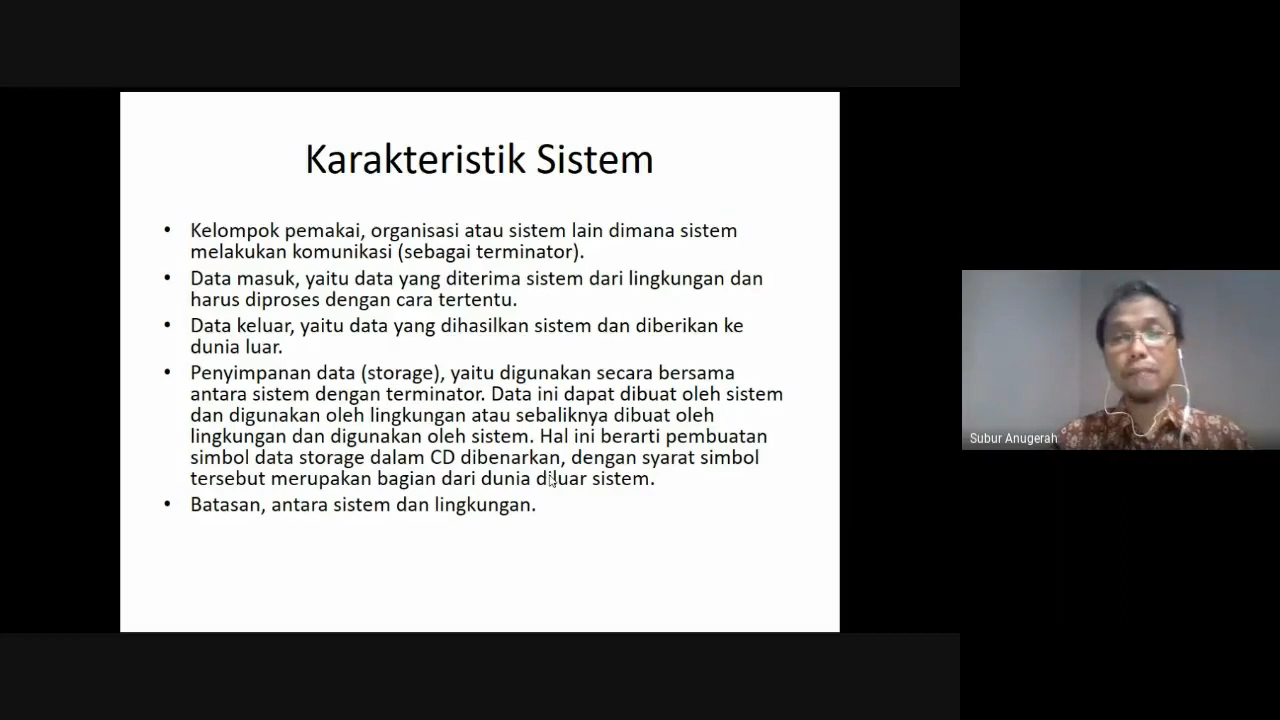 Karakteristik Sistem
• Kelompok pemakai, organisasi atau sistem lain dimana sistem
melakukan komunikasi (sebagai terminator).
• Data masuk, yaitu data yang diterima sistem dari lingkungan dan
harus diproses dengan cara tertentu.
• Data keluar, yaitu data yang dihasilkan sistem dan diberikan ke
dunia luar.
• Penyimpanan data (storage), yaitu digunakan secara bersama
antara sistem dengan terminator. Data ini dapat dibuat oleh sistem
dan digunakan oleh lingkungan atau sebaliknya dibuat oleh
lingkungan dan digunakan oleh sistem. Hal ini berarti pembuatan
simbol data storage dalam CD dibenarkan, dengan syarat simbol
tersebut merupakan bagian dari dunia diluar sistem.
• Batasan, antara sistem dan lingkungan.
Subur Anugerah